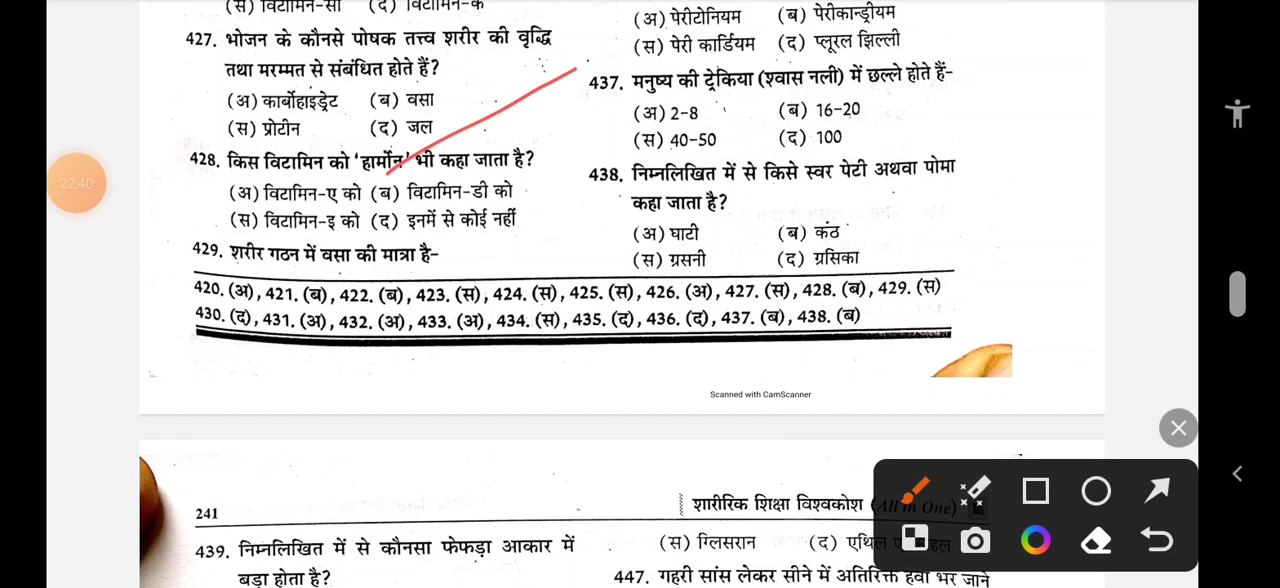 (स) विटामिन-सी (द) विटामिन-के
427. भोजन के कौनसे पोषक तत्त्व शरीर की वृद्धि
तथा मरम्मत से संबंधित होते हैं?
(अ) कार्बोहाइड्रेट (ब) वसा
(स) प्रोटीन (द) जल
428. किस विटामिन को 'हार्मोन' भी कहा जाता है?
(अ) विटामिन-ए को (ब) विटामिन-डी को
(स) विटामिन-इ को (द) इनमें से कोई नहीं
429. शरीर गठन में वसा की मात्रा है-
(अ) पेरीटोनियम (ब) पेरीकान्ड्रीयम
(स) पेरी कार्डियम (द) प्लूरल झिल्ली
437. मनुष्य की ट्रेकिया (श्वास नली) में छल्ले होते हैं-
(अ) 2-8 (ब) 16-20
(स) 40-50 (द) 100
438. निम्नलिखित में से किसे स्वर पेटी अथवा पोमा
कहा जाता है?
(अ) घाटी (ब) कंठ
(स) ग्रसनी (द) ग्रसिका
420. (अ), 421. (ब), 422. (ब), 423. (स), 424. (स), 425. (स), 426. (अ), 427. (स), 428. (ब), 429. (स)
430. (द), 431. (अ), 432. (अ), 433. (अ), 434. (स), 435. (द), 436. (द), 437. (ब), 438. (ब)
Scanned with CamScanner
22:40
241
शारीरिक शिक्षा विश्वकोश (All in One)
439. निम्नलिखित में से कौनसा फेफड़ा आकार में
बड़ा होता है?
(स) ग्लिसरान (द)
447. गहरी सांस लेकर सीने में अतिरिक्त हवा भर जाने